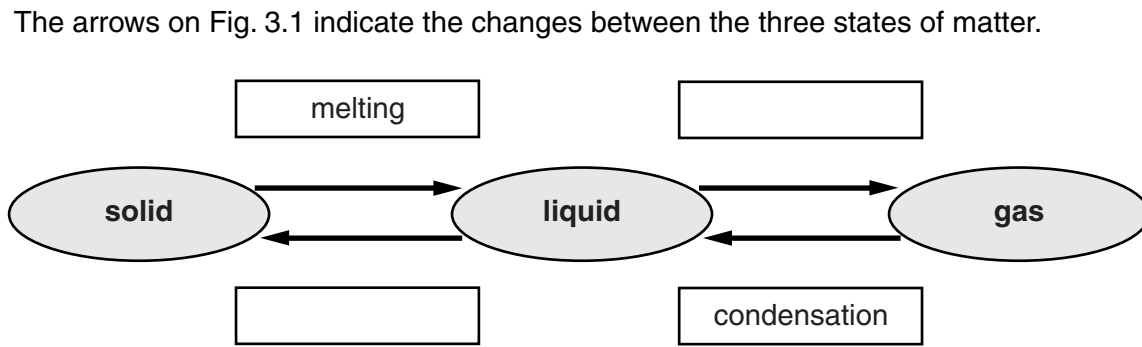 The arrows on Fig. 3.1 indicate the changes between the three states of matter.
melting
solid
liquid
gas
condensation